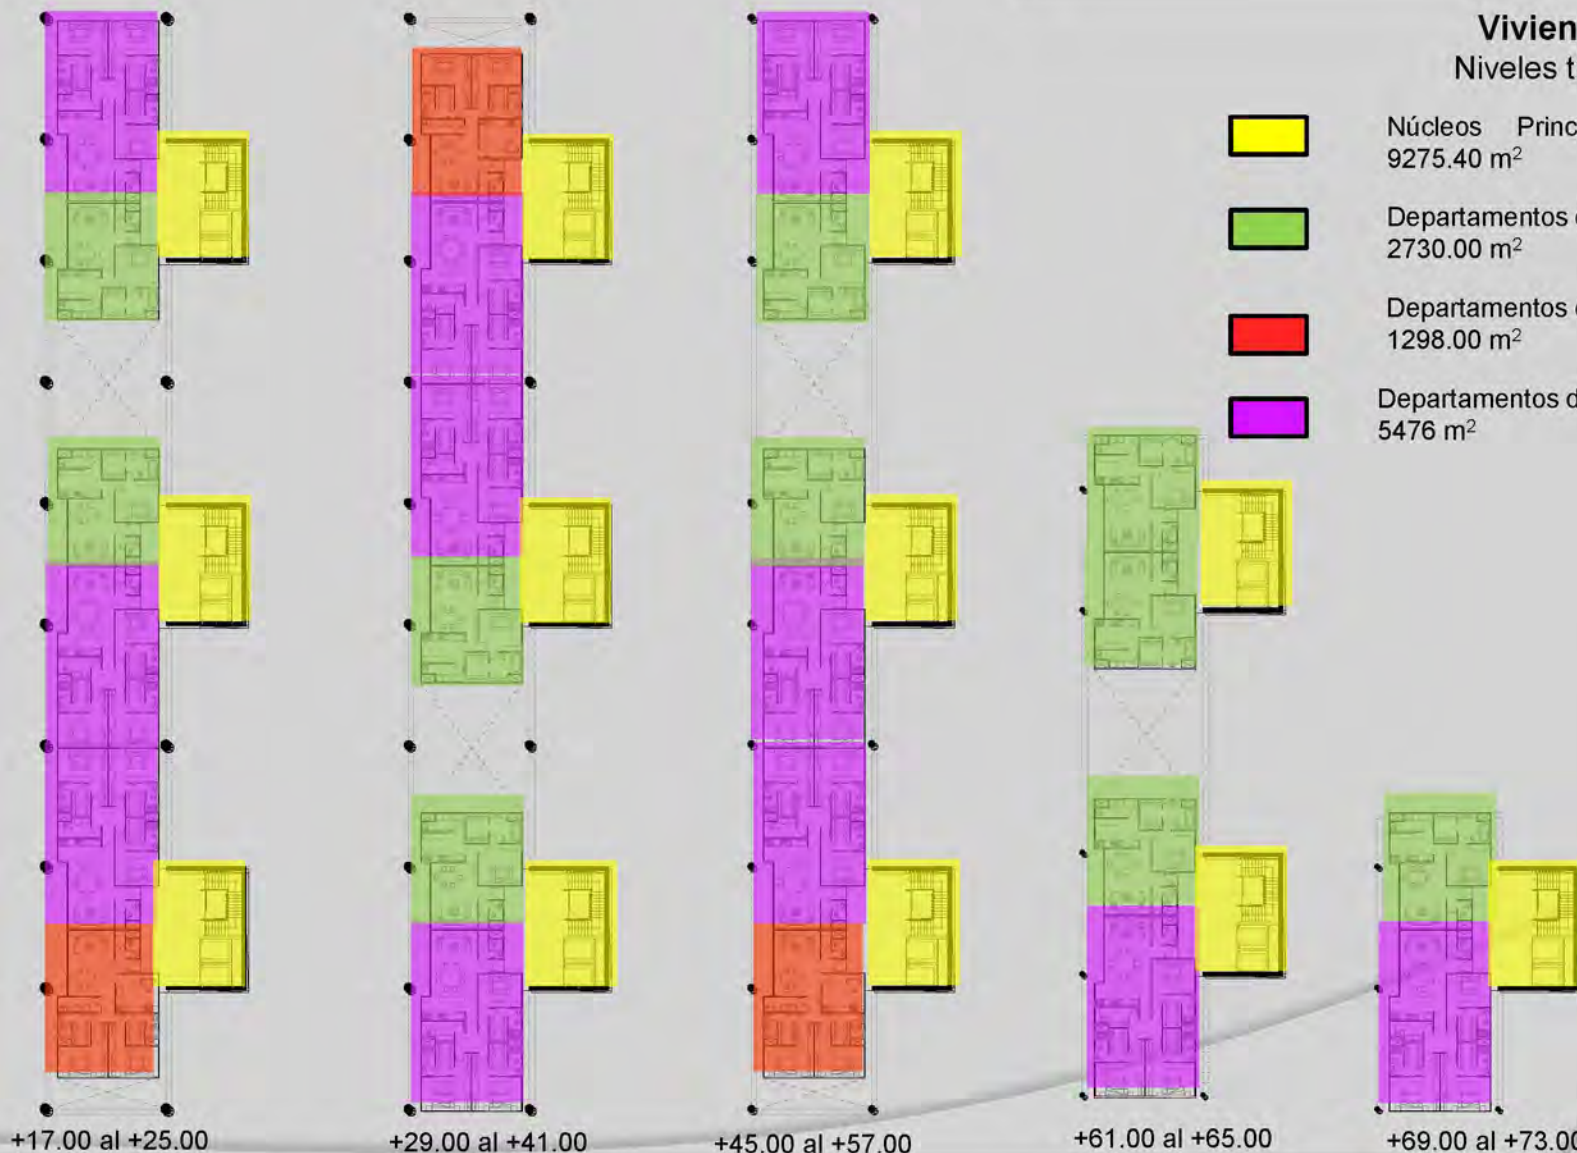 Vivien
Niveles t
Núcleos Princ
9275.40 m²
Departamentos
2730.00 m²
Departamentos
1298.00 m²
Departamentos d
5476 m²
+17.00 al +25.00
+29.00 al +41.00
+45.00 al +57.00
+61.00 al +65.00
+69.00 al +73.00